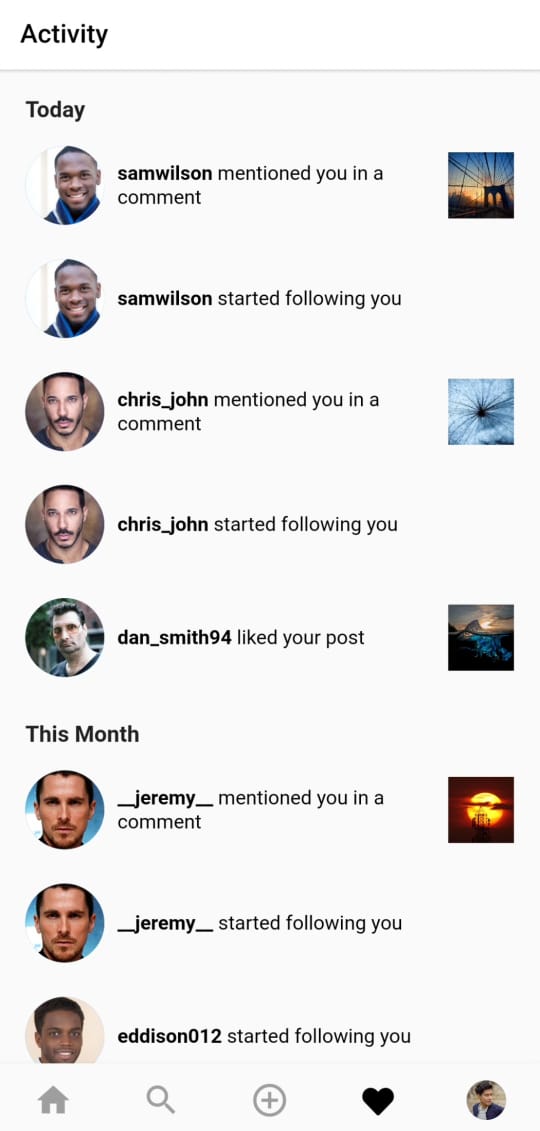 Activity
Today
samwilson mentioned you in a
comment
samwilson started following you
chris_john mentioned you in a
comment
chris_john started following you
dan_smith94 liked your post
This Month
__jeremy__ mentioned you in a
comment
__jeremy__ started following you
eddison012 started following you